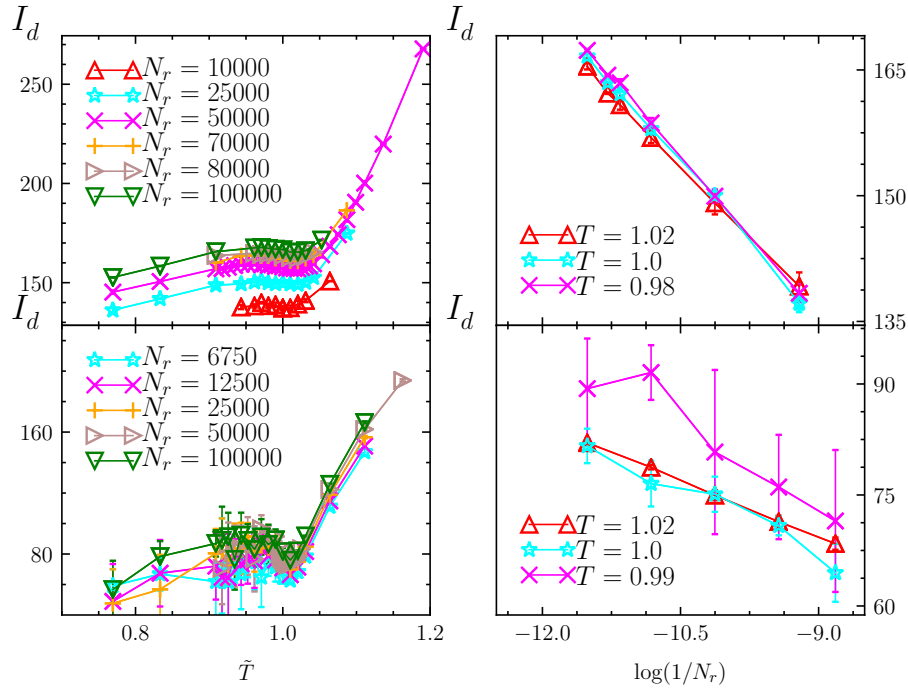 I_d
250
200
150
N_r = 10000
N_r = 25000
N_r = 50000
N_r = 70000
N_r = 80000
N_r = 100000
I_d
165
150
135
T = 1.02
T = 1.0
T = 0.98
I_d
160
80
N_r = 6750
N_r = 12500
N_r = 25000
N_r = 50000
N_r = 100000
0.8 1.0 1.2
T̃
I_d
90
75
60
T = 1.02
T = 1.0
T = 0.99
−12.0 −10.5 −9.0
log(1/N_r)